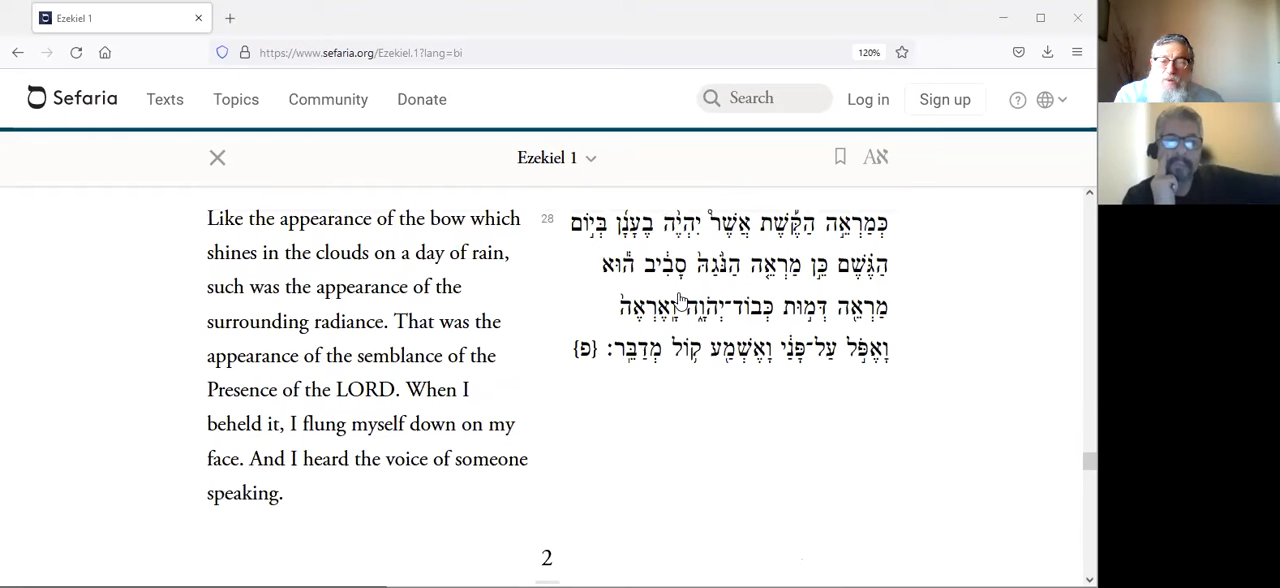 Ezekiel 1
https://www.sefaria.org/Ezekiel.1?lang=bi
120%
Sefaria Texts Topics Community Donate Search Log in Sign up
Ezekiel 1
Like the appearance of the bow which
shines in the clouds on a day of rain,
such was the appearance of the
surrounding radiance. That was the
appearance of the semblance of the
Presence of the LORD. When I
beheld it, I flung myself down on my
face. And I heard the voice of someone
speaking.
28
כְּמַרְאֵ֣ה הַקֶּ֡שֶׁת אֲשֶׁר֩ יִהְיֶ֨ה בֶעָנָ֜ן בְּי֣וֹם
הַגֶּ֗שֶׁם כֵּ֣ן מַרְאֵ֤ה הַנֹּ֙גַהּ֙ סָבִ֔יב ה֕וּא
מַרְאֵ֖ה דְּמ֣וּת כְּבוֹד־יְהֹוָ֑ה וָֽאֶרְאֶה֙
וָאֶפֹּ֣ל עַל־פָּנַ֔י וָאֶשְׁמַ֖ע ק֥וֹל מְדַבֵּֽר׃ {פ}
2